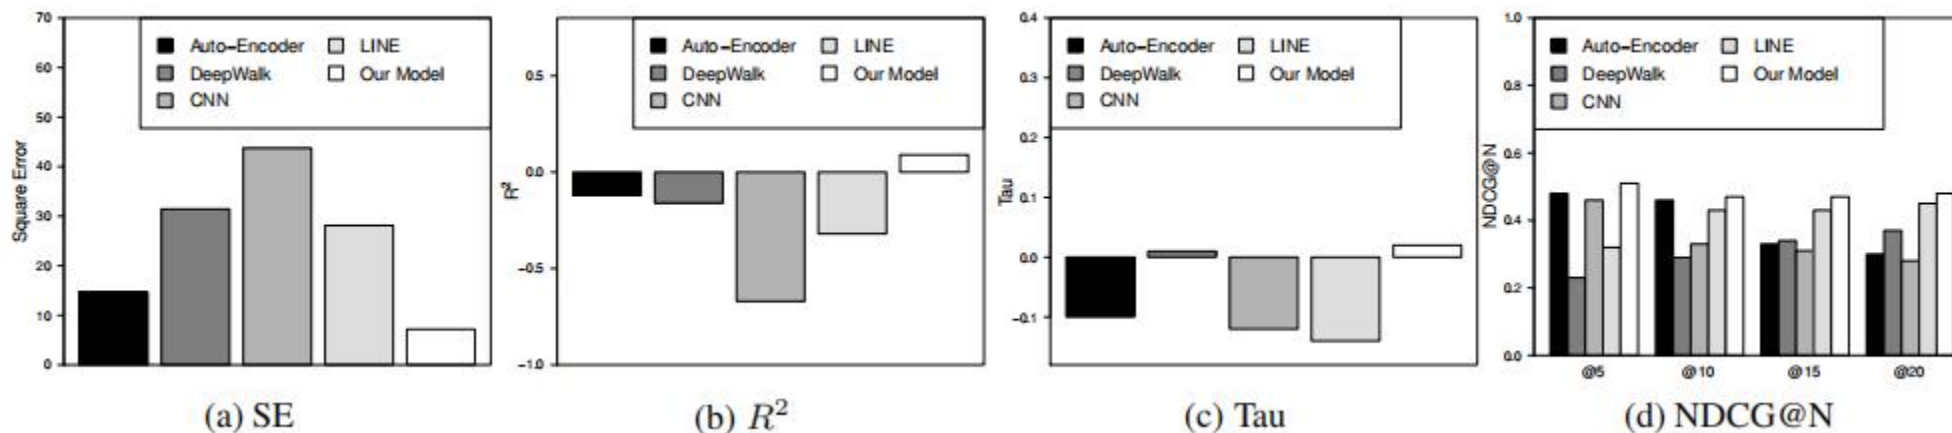 70
60
50
40
30
20
10
0
Square Error
Auto-Encoder
DeepWalk
CNN
LINE
Our Model
(a) SE
0.5
0.0
-0.5
-1.0
R²
Auto-Encoder
DeepWalk
CNN
LINE
Our Model
(b) R²
0.4
0.3
0.2
0.1
0.0
-0.1
Tau
Auto-Encoder
DeepWalk
CNN
LINE
Our Model
(c) Tau
1.0
0.8
0.6
0.4
0.2
0.0
NDCG@N
Auto-Encoder
DeepWalk
CNN
LINE
Our Model
@5
@10
@15
@20
(d) NDCG@N